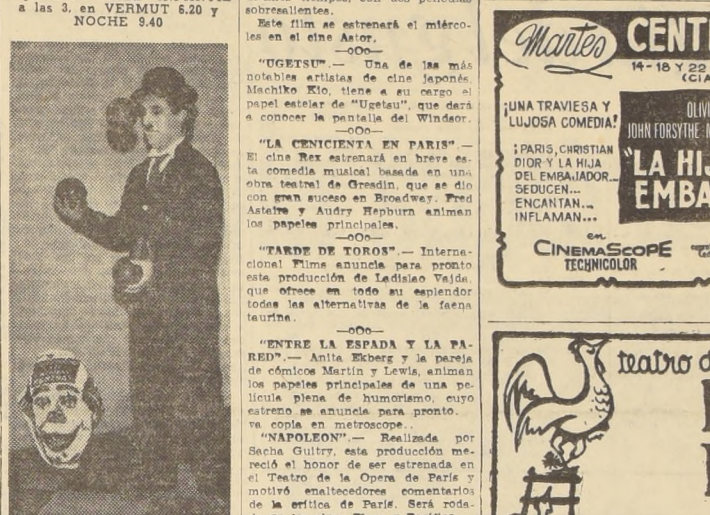 a las 3, en VERMUT 6.20 y
NOCHE 9.40
sobresalientes.
Este film se estrenará el miérco-
les en el cine Astor.
—oOo—
"UGETSU".— Una de las más
notables artistas de cine japonés,
Machiko Kio, tiene a su cargo el
papel estelar de "Ugetsu", que dará
a conocer la pantalla del Windsor.
—oOo—
"LA CENICIENTA EN PARIS".—
El cine Rex estrenará en breve es-
ta comedia musical basada en una
obra teatral de Gresdin, que se dio
con gran suceso en Broadway. Fred
Astaire y Audry Hepburn animan
los papeles principales.
—oOo—
"TARDE DE TOROS".— Interna-
cional Films anuncia para pronto
esta producción de Ladislao Vajda,
que ofrece en todo su esplendor
todas las alternativas de la faena
taurina.
—oOo—
"ENTRE LA ESPADA Y LA PA-
RED".— Anita Ekberg y la pareja
de cómicos Martin y Lewis, animan
los papeles principales de una pe-
lícula plena de humorismo, cuyo
estreno se anuncia para pronto.
va copia en metroscope..
"NAPOLEON".— Realizada por
Sacha Guitry, esta producción me-
reció el honor de ser estrenada en
el Teatro de la Opera de París y
motivó enaltecedores comentarios
de la crítica de París. Será roda-
Martes CENT
14-18 Y 22
(CIA
¡UNA TRAVIESA Y
LUJOSA COMEDIA!
OLIVI
JOHN FORSYTHE
"LA HIJ
EMBA
¡PARIS, CHRISTIAN
DIOR Y LA HIJA
DEL EMBAJADOR...
SEDUCEN...
ENCANTAN...
INFLAMAN...
en
CINEMASCOPE
TECHNICOLOR
teatro d